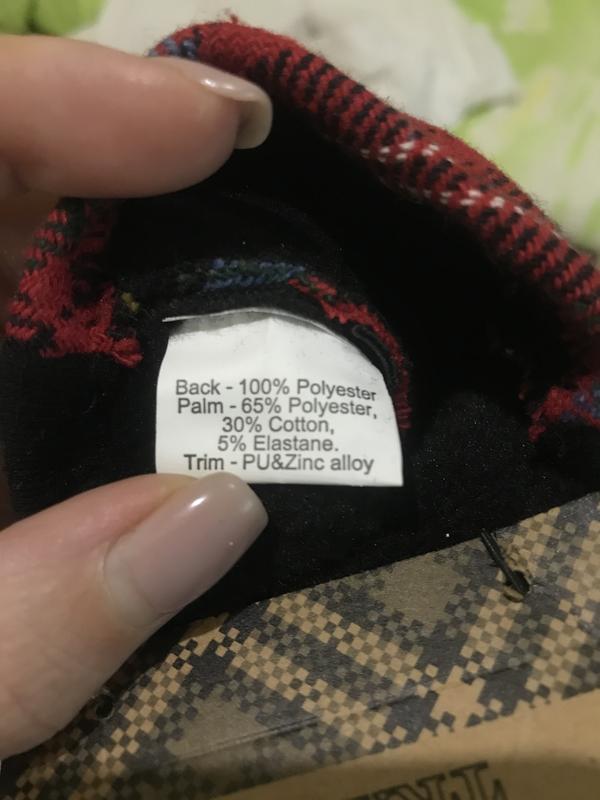 Back - 100% Polyester
Palm - 65% Polyester,
30% Cotton,
5% Elastane.
Trim - PU&Zinc alloy